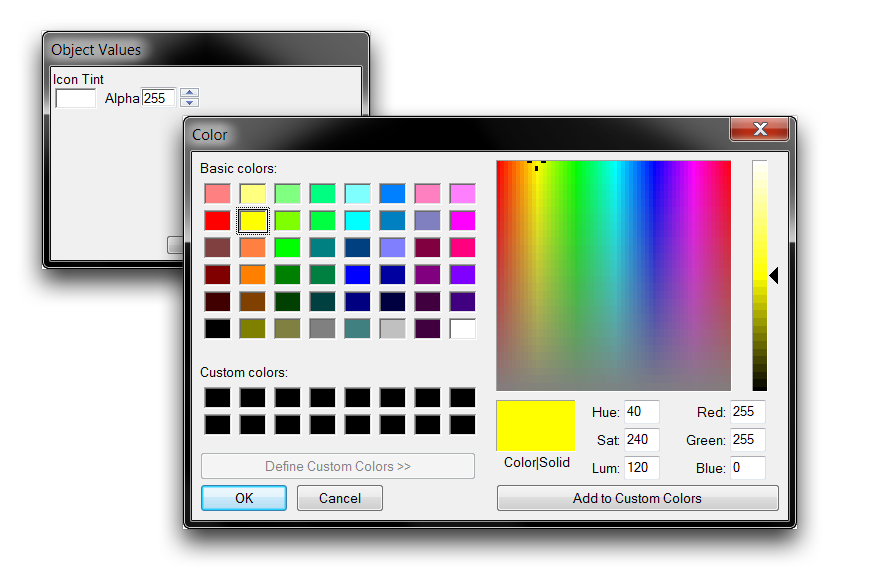 Object Values
Icon Tint
Alpha 255
Color
X
Basic colors:
Custom colors:
Define Custom Colors >>
OK Cancel
Color|Solid
Hue: 40 Red: 255
Sat: 240 Green: 255
Lum: 120 Blue: 0
Add to Custom Colors